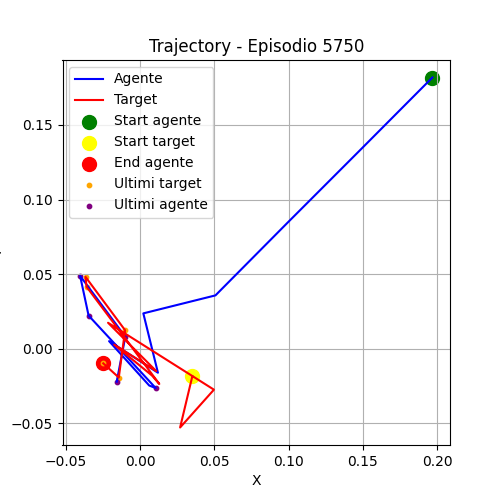 Trajectory - Episodio 5750
Agente
Target
Start agente
Start target
End agente
Ultimi target
Ultimi agente
0.15
0.10
0.05
0.00
−0.05
−0.05
0.00
0.05
0.10
0.15
0.20
X